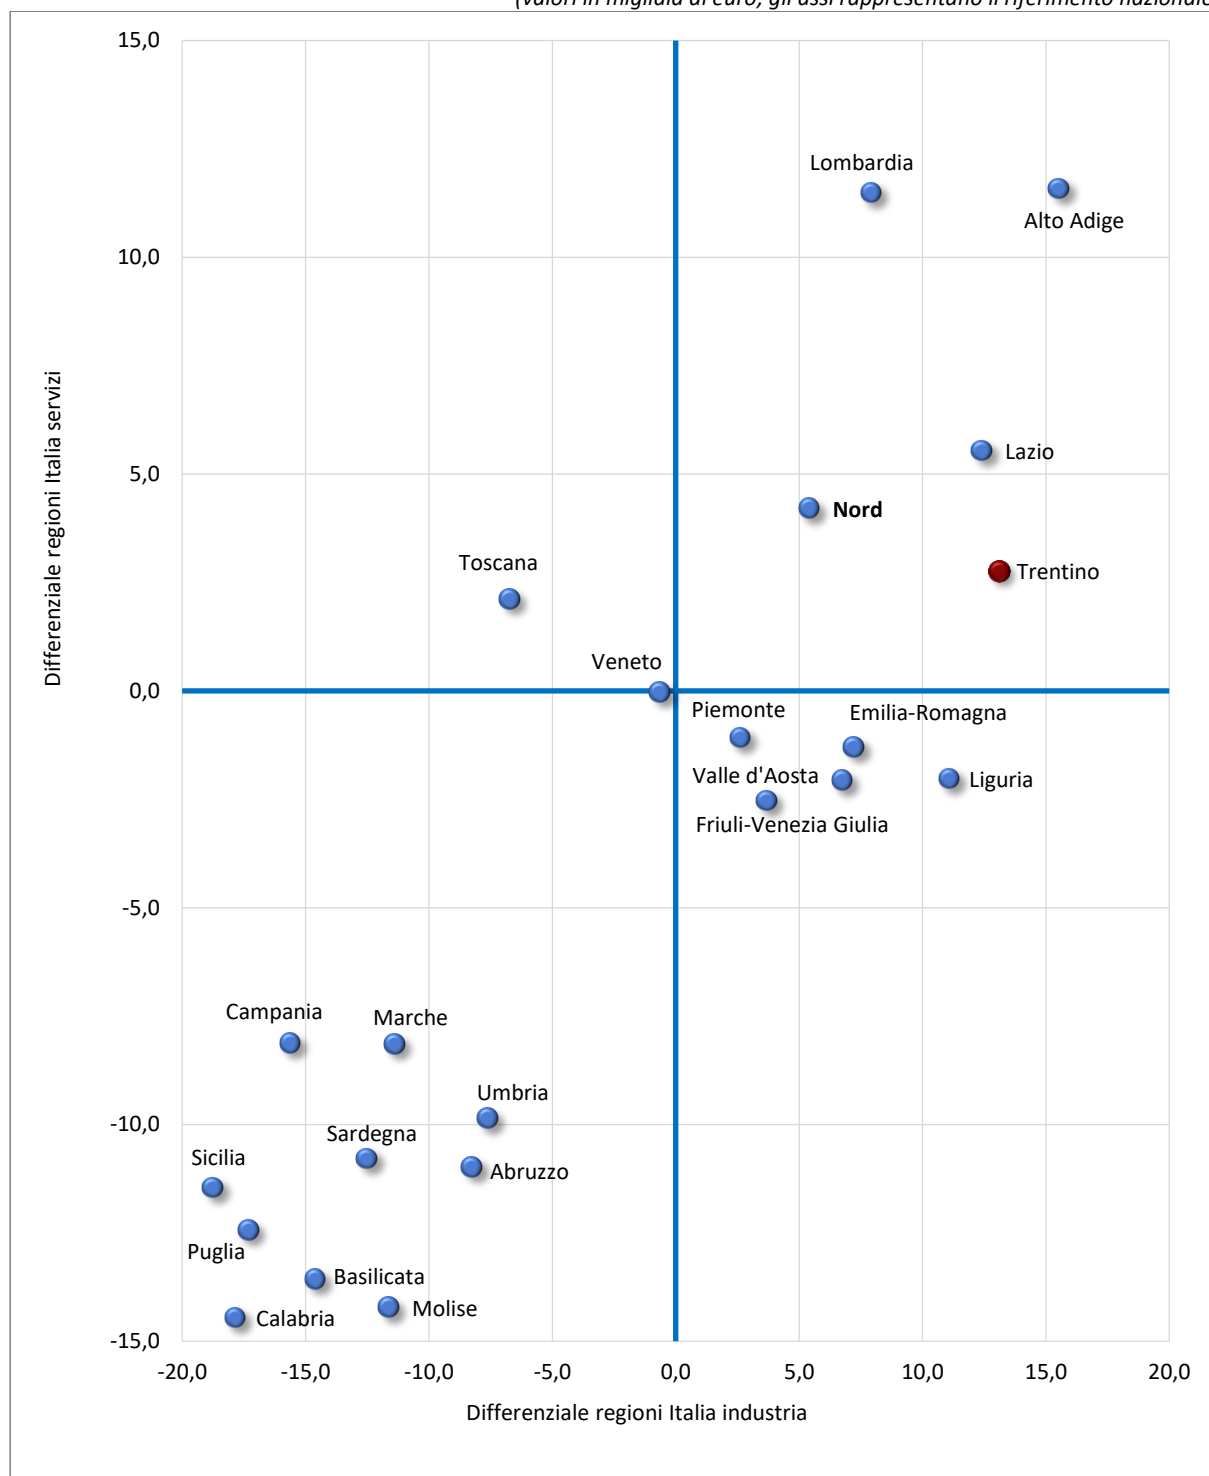 (valori in migliaia di euro; gli assi rappresentano il riferimento nazionale
15,0
Lombardia
Alto Adige
10,0
Differenziale regioni Italia servizi
Lazio
5,0
Nord
Toscana
Trentino
Veneto
0,0
Piemonte
Emilia-Romagna
Valle d'Aosta
Liguria
Friuli-Venezia Giulia
-5,0
Campania
Marche
Umbria
-10,0
Sardegna
Sicilia
Abruzzo
Puglia
Basilicata
Molise
Calabria
-15,0
-20,0 -15,0 -10,0 -5,0 0,0 5,0 10,0 15,0 20,0
Differenziale regioni Italia industria